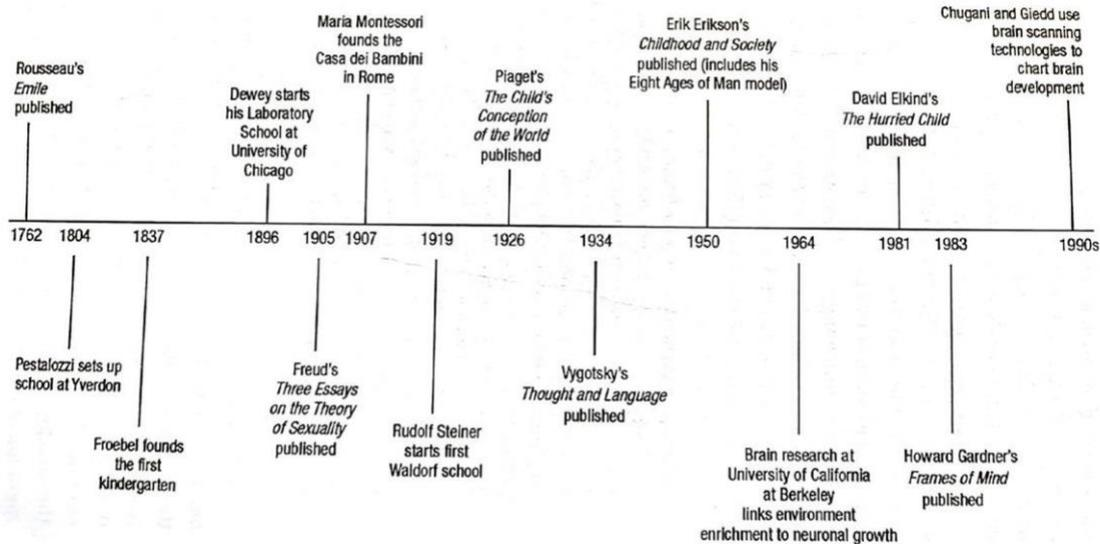 Rousseau's
Emile
published
Dewey starts
his Laboratory
School at
University of
Chicago
Maria Montessori
founds the
Casa dei Bambini
in Rome
Piaget's
The Child's
Conception
of the World
published
Erik Erikson's
Childhood and Society
published (includes his
Eight Ages of Man model)
David Elkind's
The Hurried Child
published
Chugani and Giedd use
brain scanning
technologies to
chart brain
development
1762 1804 1837 1896 1905 1907 1919 1926 1934 1950 1964 1981 1983 1990s
Pestalozzi sets up
school at Yverdon
Froebel founds
the first
kindergarten
Freud's
Three Essays
on the Theory
of Sexuality
published
Rudolf Steiner
starts first
Waldorf school
Vygotsky's
Thought and Language
published
Brain research at
University of California
at Berkeley
links environment
enrichment to neuronal growth
Howard Gardner's
Frames of Mind
published